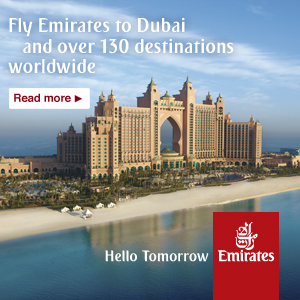 Fly Emirates to Dubai
and over 130 destinations
worldwide
Read more ▶
Hello Tomorrow
Emirates